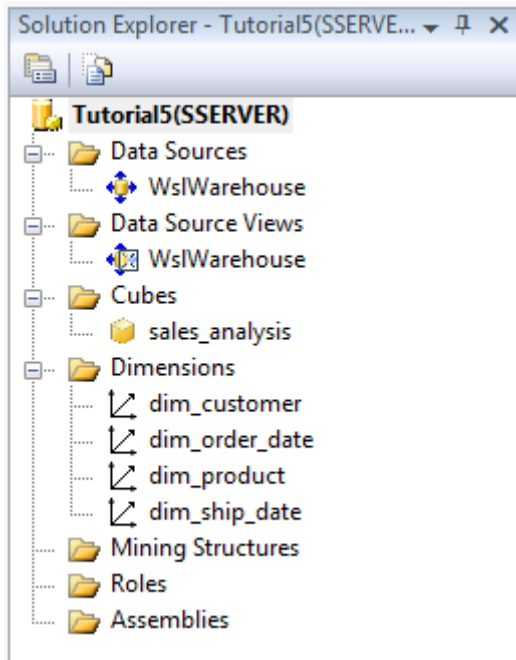 Solution Explorer - Tutorial5(SSERVE...
Tutorial5(SSERVER)
Data Sources
WslWarehouse
Data Source Views
WslWarehouse
Cubes
sales_analysis
Dimensions
dim_customer
dim_order_date
dim_product
dim_ship_date
Mining Structures
Roles
Assemblies